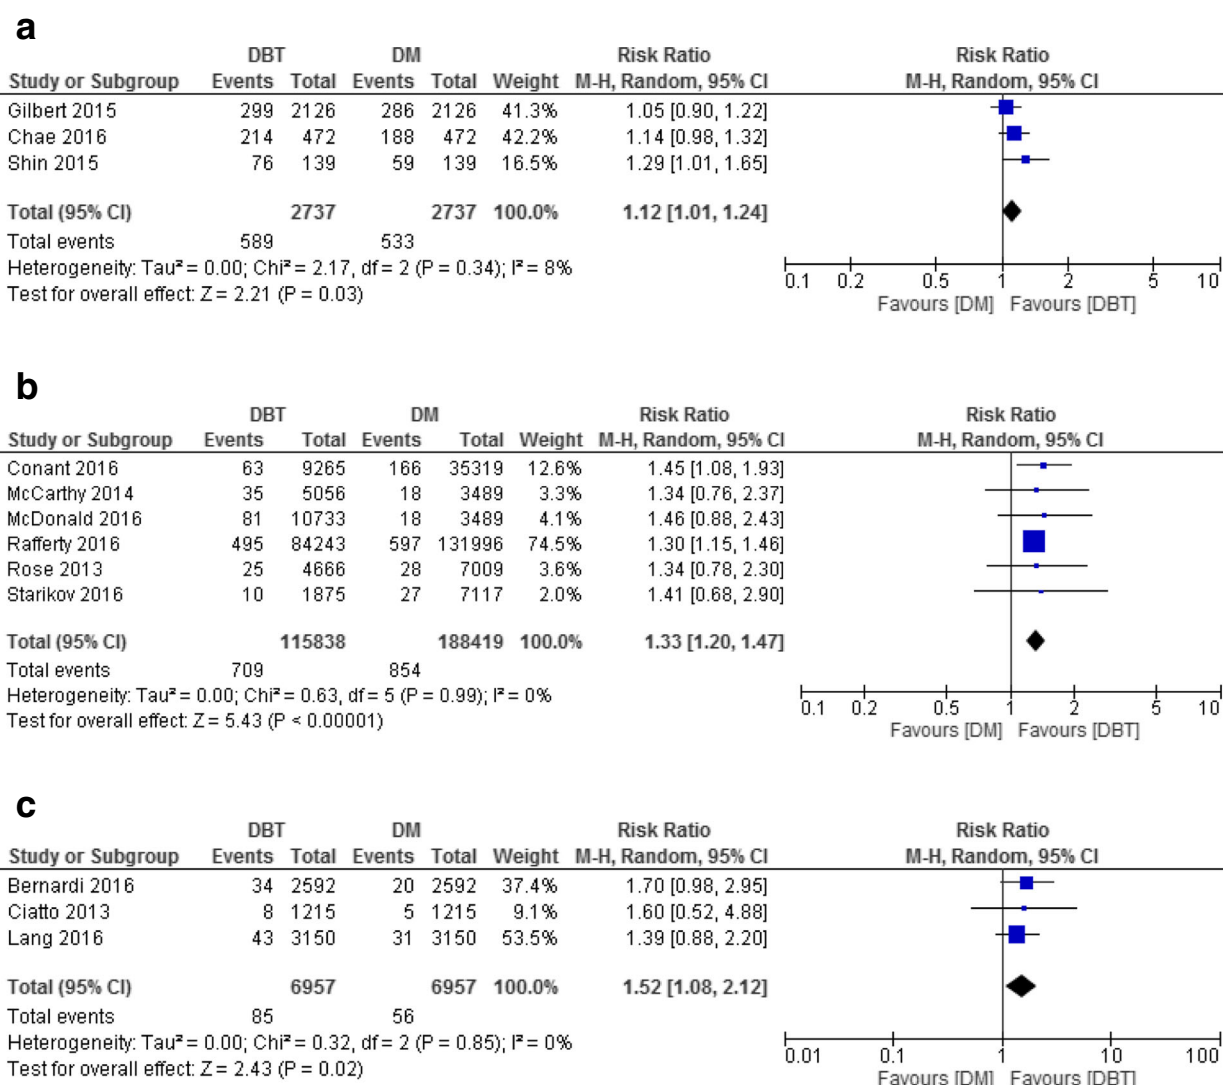 a
DBT DM Risk Ratio Risk Ratio
Study or Subgroup Events Total Events Total Weight M-H, Random, 95% CI M-H, Random, 95% CI
Gilbert 2015 299 2126 286 2126 41.3% 1.05 [0.90, 1.22]
Chae 2016 214 472 188 472 42.2% 1.14 [0.98, 1.32]
Shin 2015 76 139 59 139 16.5% 1.29 [1.01, 1.65]
Total (95% CI) 2737 2737 100.0% 1.12 [1.01, 1.24]
Total events 589 533
Heterogeneity: Tau² = 0.00; Chi² = 2.17, df = 2 (P = 0.34); I² = 8%
Test for overall effect: Z = 2.21 (P = 0.03)
0.1 0.2 0.5 1 2 5 10
Favours [DM] Favours [DBT]
b
DBT DM Risk Ratio Risk Ratio
Study or Subgroup Events Total Events Total Weight M-H, Random, 95% CI M-H, Random, 95% CI
Conant 2016 63 9265 166 35319 12.6% 1.45 [1.08, 1.93]
McCarthy 2014 35 5056 18 3489 3.3% 1.34 [0.76, 2.37]
McDonald 2016 81 10733 18 3489 4.1% 1.46 [0.88, 2.43]
Rafferty 2016 495 84243 597 131996 74.5% 1.30 [1.15, 1.46]
Rose 2013 25 4666 28 7009 3.6% 1.34 [0.78, 2.30]
Starikov 2016 10 1875 27 7117 2.0% 1.41 [0.68, 2.90]
Total (95% CI) 115838 188419 100.0% 1.33 [1.20, 1.47]
Total events 709 854
Heterogeneity: Tau² = 0.00; Chi² = 0.63, df = 5 (P = 0.99); I² = 0%
Test for overall effect: Z = 5.43 (P < 0.00001)
0.1 0.2 0.5 1 2 5 10
Favours [DM] Favours [DBT]
c
DBT DM Risk Ratio Risk Ratio
Study or Subgroup Events Total Events Total Weight M-H, Random, 95% CI M-H, Random, 95% CI
Bernardi 2016 34 2592 20 2592 37.4% 1.70 [0.98, 2.95]
Ciatto 2013 8 1215 5 1215 9.1% 1.60 [0.52, 4.88]
Lang 2016 43 3150 31 3150 53.5% 1.39 [0.88, 2.20]
Total (95% CI) 6957 6957 100.0% 1.52 [1.08, 2.12]
Total events 85 56
Heterogeneity: Tau² = 0.00; Chi² = 0.32, df = 2 (P = 0.85); I² = 0%
Test for overall effect: Z = 2.43 (P = 0.02)
0.01 0.1 1 10 100
Favours [DM] Favours [DBT]